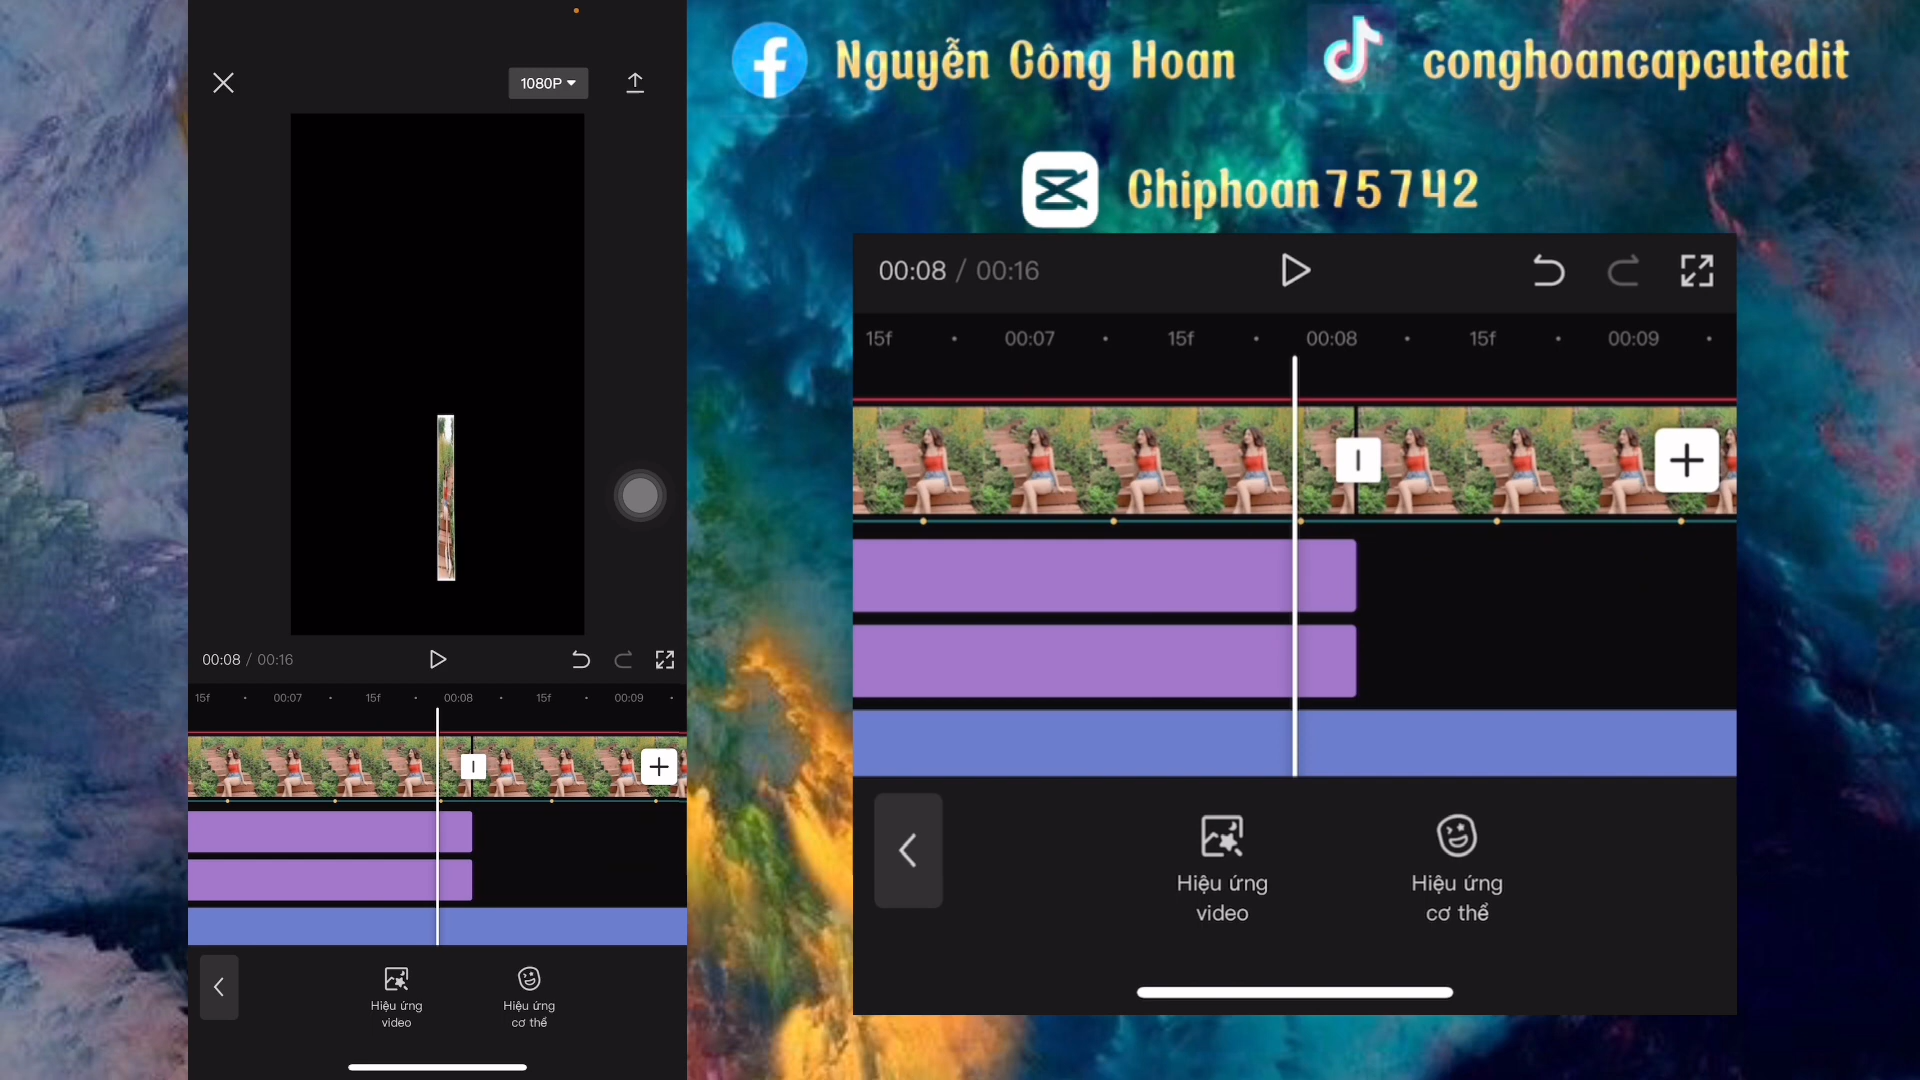 1080P
00:08 / 00:16
15f 00:07 15f 00:08 15f 00:09
Hiệu ứng
video
Hiệu ứng
cơ thể
Nguyễn Công Hoan
conghoancapcutedit
Chiphoan75742
00:08 / 00:16
15f 00:07 15f 00:08 15f 00:09
Hiệu ứng
video
Hiệu ứng
cơ thể